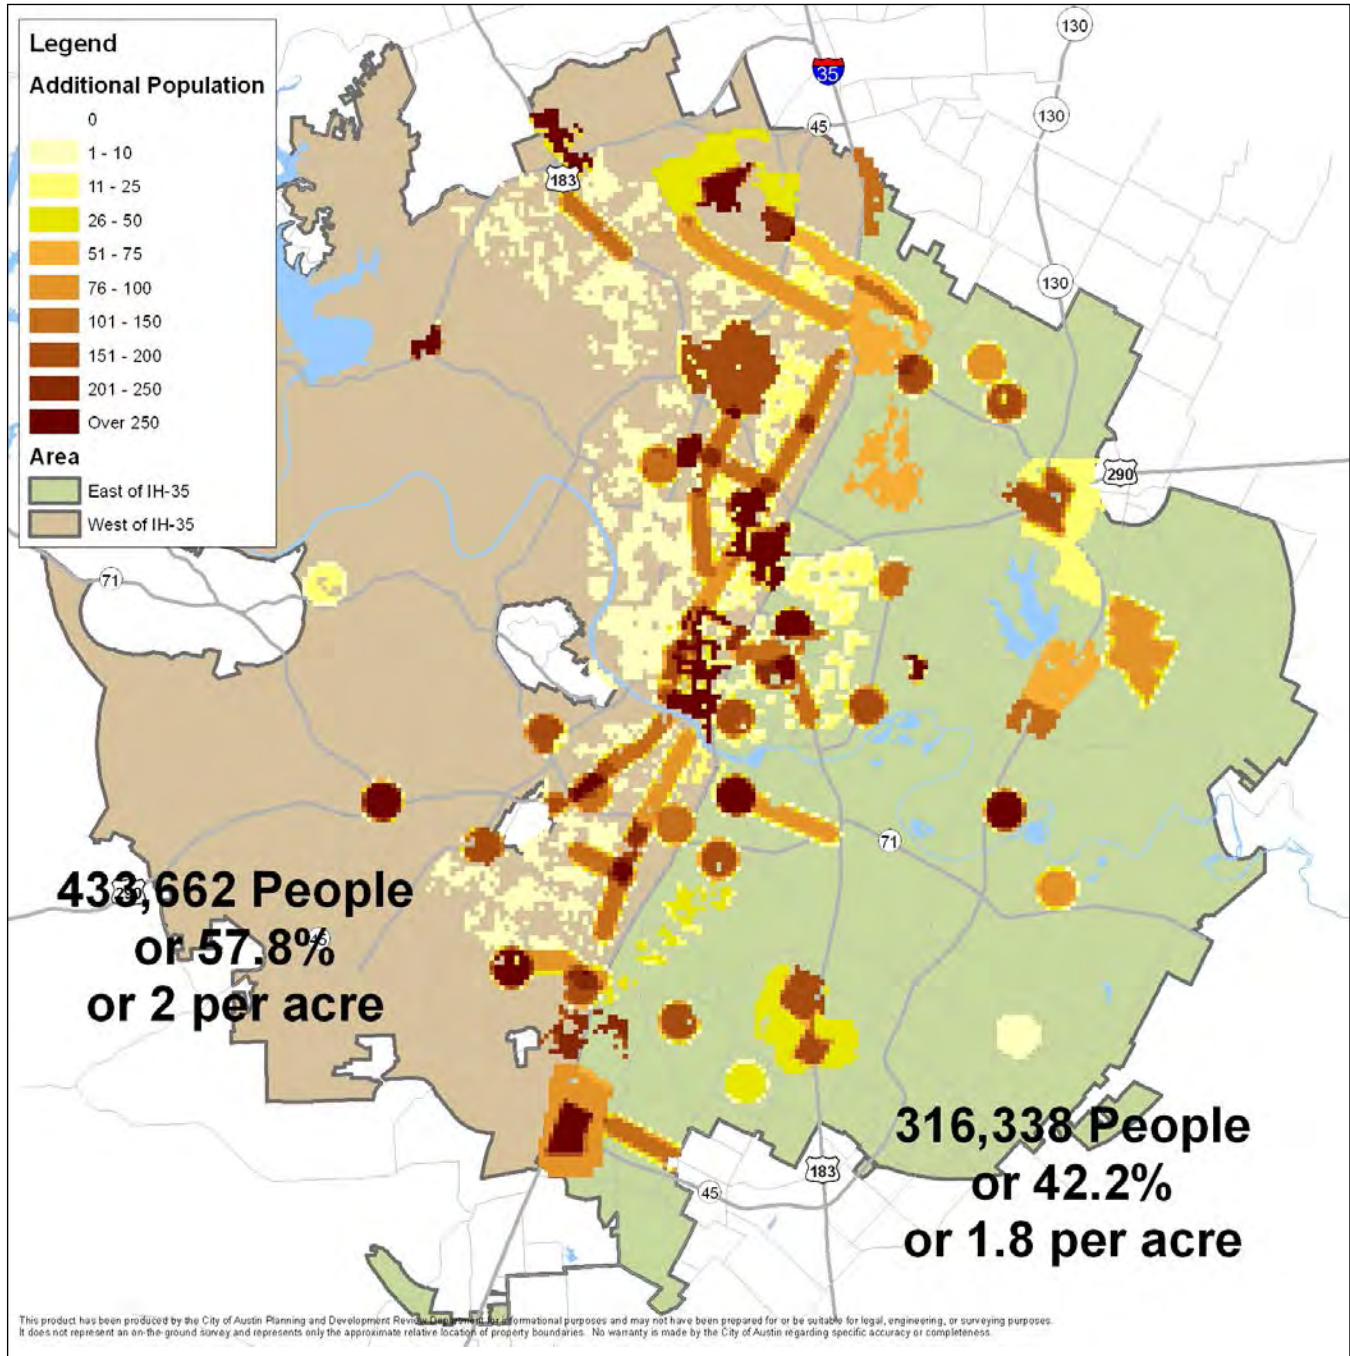 Legend
Additional Population
0
1 - 10
11 - 25
26 - 50
51 - 75
76 - 100
101 - 150
151 - 200
201 - 250
Over 250
Area
East of IH-35
West of IH-35
130
35
45
130
183
130
290
71
71
290
45
433,662 People
or 57.8%
or 2 per acre
316,338 People
or 42.2%
or 1.8 per acre
183
45
This product has been produced by the City of Austin Planning and Development Review Department for informational purposes and may not have been prepared for or be suitable for legal, engineering, or surveying purposes.
It does not represent an on-the-ground survey and represents only the approximate relative location of property boundaries. No warranty is made by the City of Austin regarding specific accuracy or completeness.